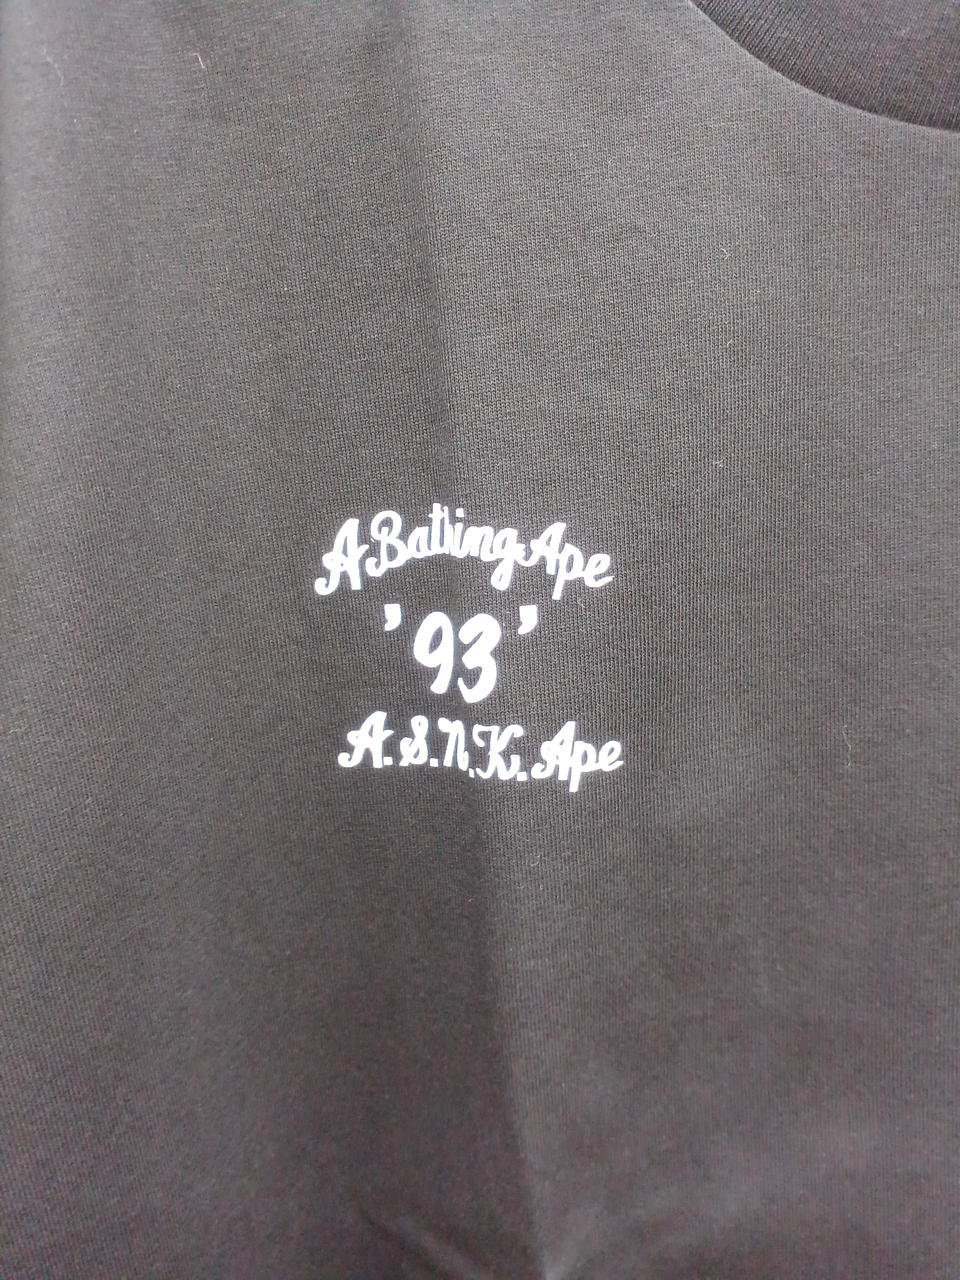 A Bathing Ape
’93’
A.S.N.K. Ape